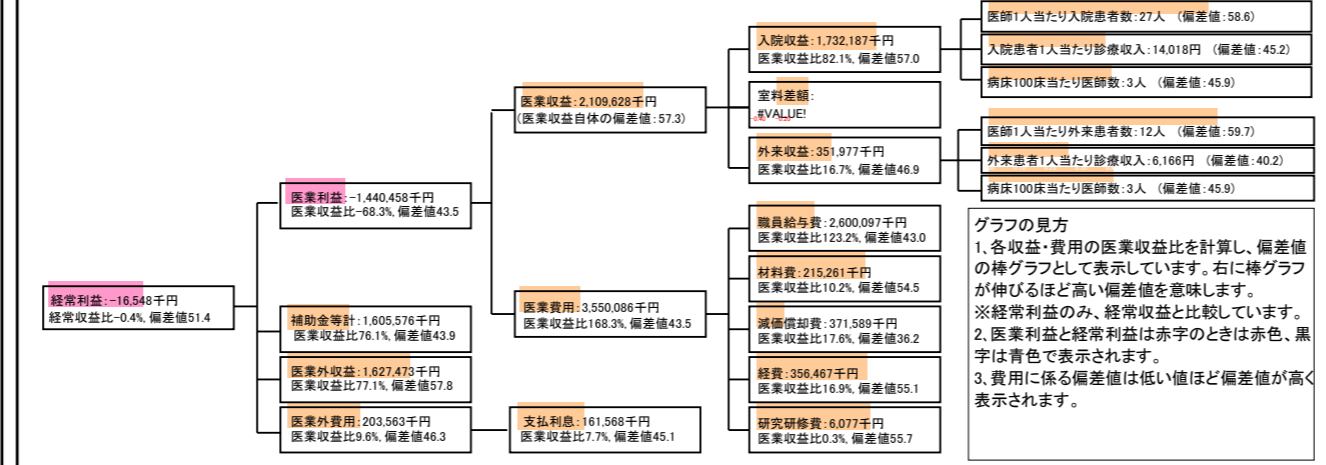 経常利益:-16,548千円
経常収益比-0.4%, 偏差値51.4
医業利益:-1,440,458千円
医業収益比-68.3%, 偏差値43.5
補助金等計:1,605,576千円
医業収益比76.1%, 偏差値43.9
医業外収益:1,627,473千円
医業収益比77.1%, 偏差値57.8
医業外費用:203,563千円
医業収益比9.6%, 偏差値46.3
医業収益:2,109,628千円
(医業収益自体の偏差値:57.3)
医業費用:3,550,086千円
医業収益比168.3%, 偏差値43.5
支払利息:161,568千円
医業収益比7.7%, 偏差値45.1
入院収益:1,732,187千円
医業収益比82.1%, 偏差値57.0
室料差額:
#VALUE!
外来収益:351,977千円
医業収益比16.7%, 偏差値46.9
職員給与費:2,600,097千円
医業収益比123.2%, 偏差値43.0
材料費:215,261千円
医業収益比10.2%, 偏差値54.5
減価償却費:371,589千円
医業収益比17.6%, 偏差値36.2
経費:356,467千円
医業収益比16.9%, 偏差値55.1
研究研修費:6,077千円
医業収益比0.3%, 偏差値55.7
医師1人当たり入院患者数:27人 (偏差値:58.6)
入院患者1人当たり診療収入:14,018円 (偏差値:45.2)
病床100床当たり医師数:3人 (偏差値:45.9)
医師1人当たり外来患者数:12人 (偏差値:59.7)
外来患者1人当たり診療収入:6,166円 (偏差値:40.2)
病床100床当たり医師数:3人 (偏差値:45.9)
グラフの見方
1、各収益・費用の医業収益比を計算し、偏差値
の棒グラフとして表示しています。右に棒グラフ
が伸びるほど高い偏差値を意味します。
※経常利益のみ、経常収益と比較しています。
2、医業利益と経常利益は赤字のときは赤色、黒
字は青色で表示されます。
3、費用に係る偏差値は低い値ほど偏差値が高く
表示されます。